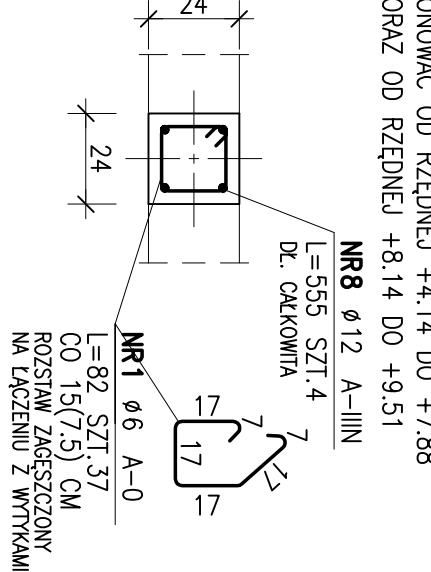 ONOWAĆ OD RZĘDNEJ +4.14 DO +7.88
ORAZ OD RZĘDNEJ +8.14 DO +9.51
24
24
NR8 ø12 A-IIIN
L=555 SZT.4
DŁ. CAŁKOWITA
7
7
17
17
17
17
NR1 ø6 A-0
L=82 SZT.37
CO 15(7.5) CM
ROZSTAW ZAGĘSZCZONY
NA ŁĄCZENIU Z WYTYKAMI